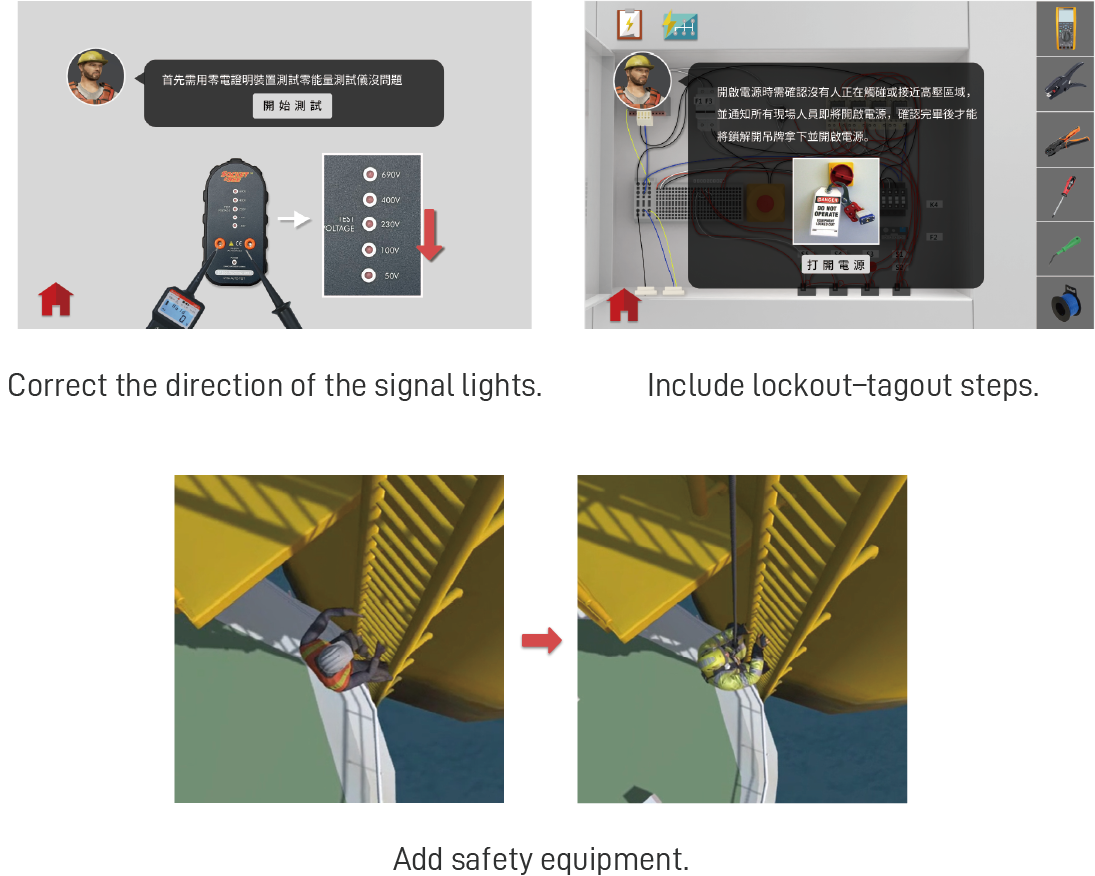 首先需用零電證明裝置測試零能量測試儀沒問題
開始測試
690V
400V
TEST
VOLTAGE
230V
100V
50V
開啟電源時需確認沒有人正在觸碰或接近高壓區域，
並通知所有現場人員即將開啟電源，確認完畢後才能
將鎖解開吊牌拿下並開啟電源。
DANGER
DO NOT
OPERATE
EQUIPMENT
打開電源
Correct the direction of the signal lights.
Include lockout–tagout steps.
Add safety equipment.